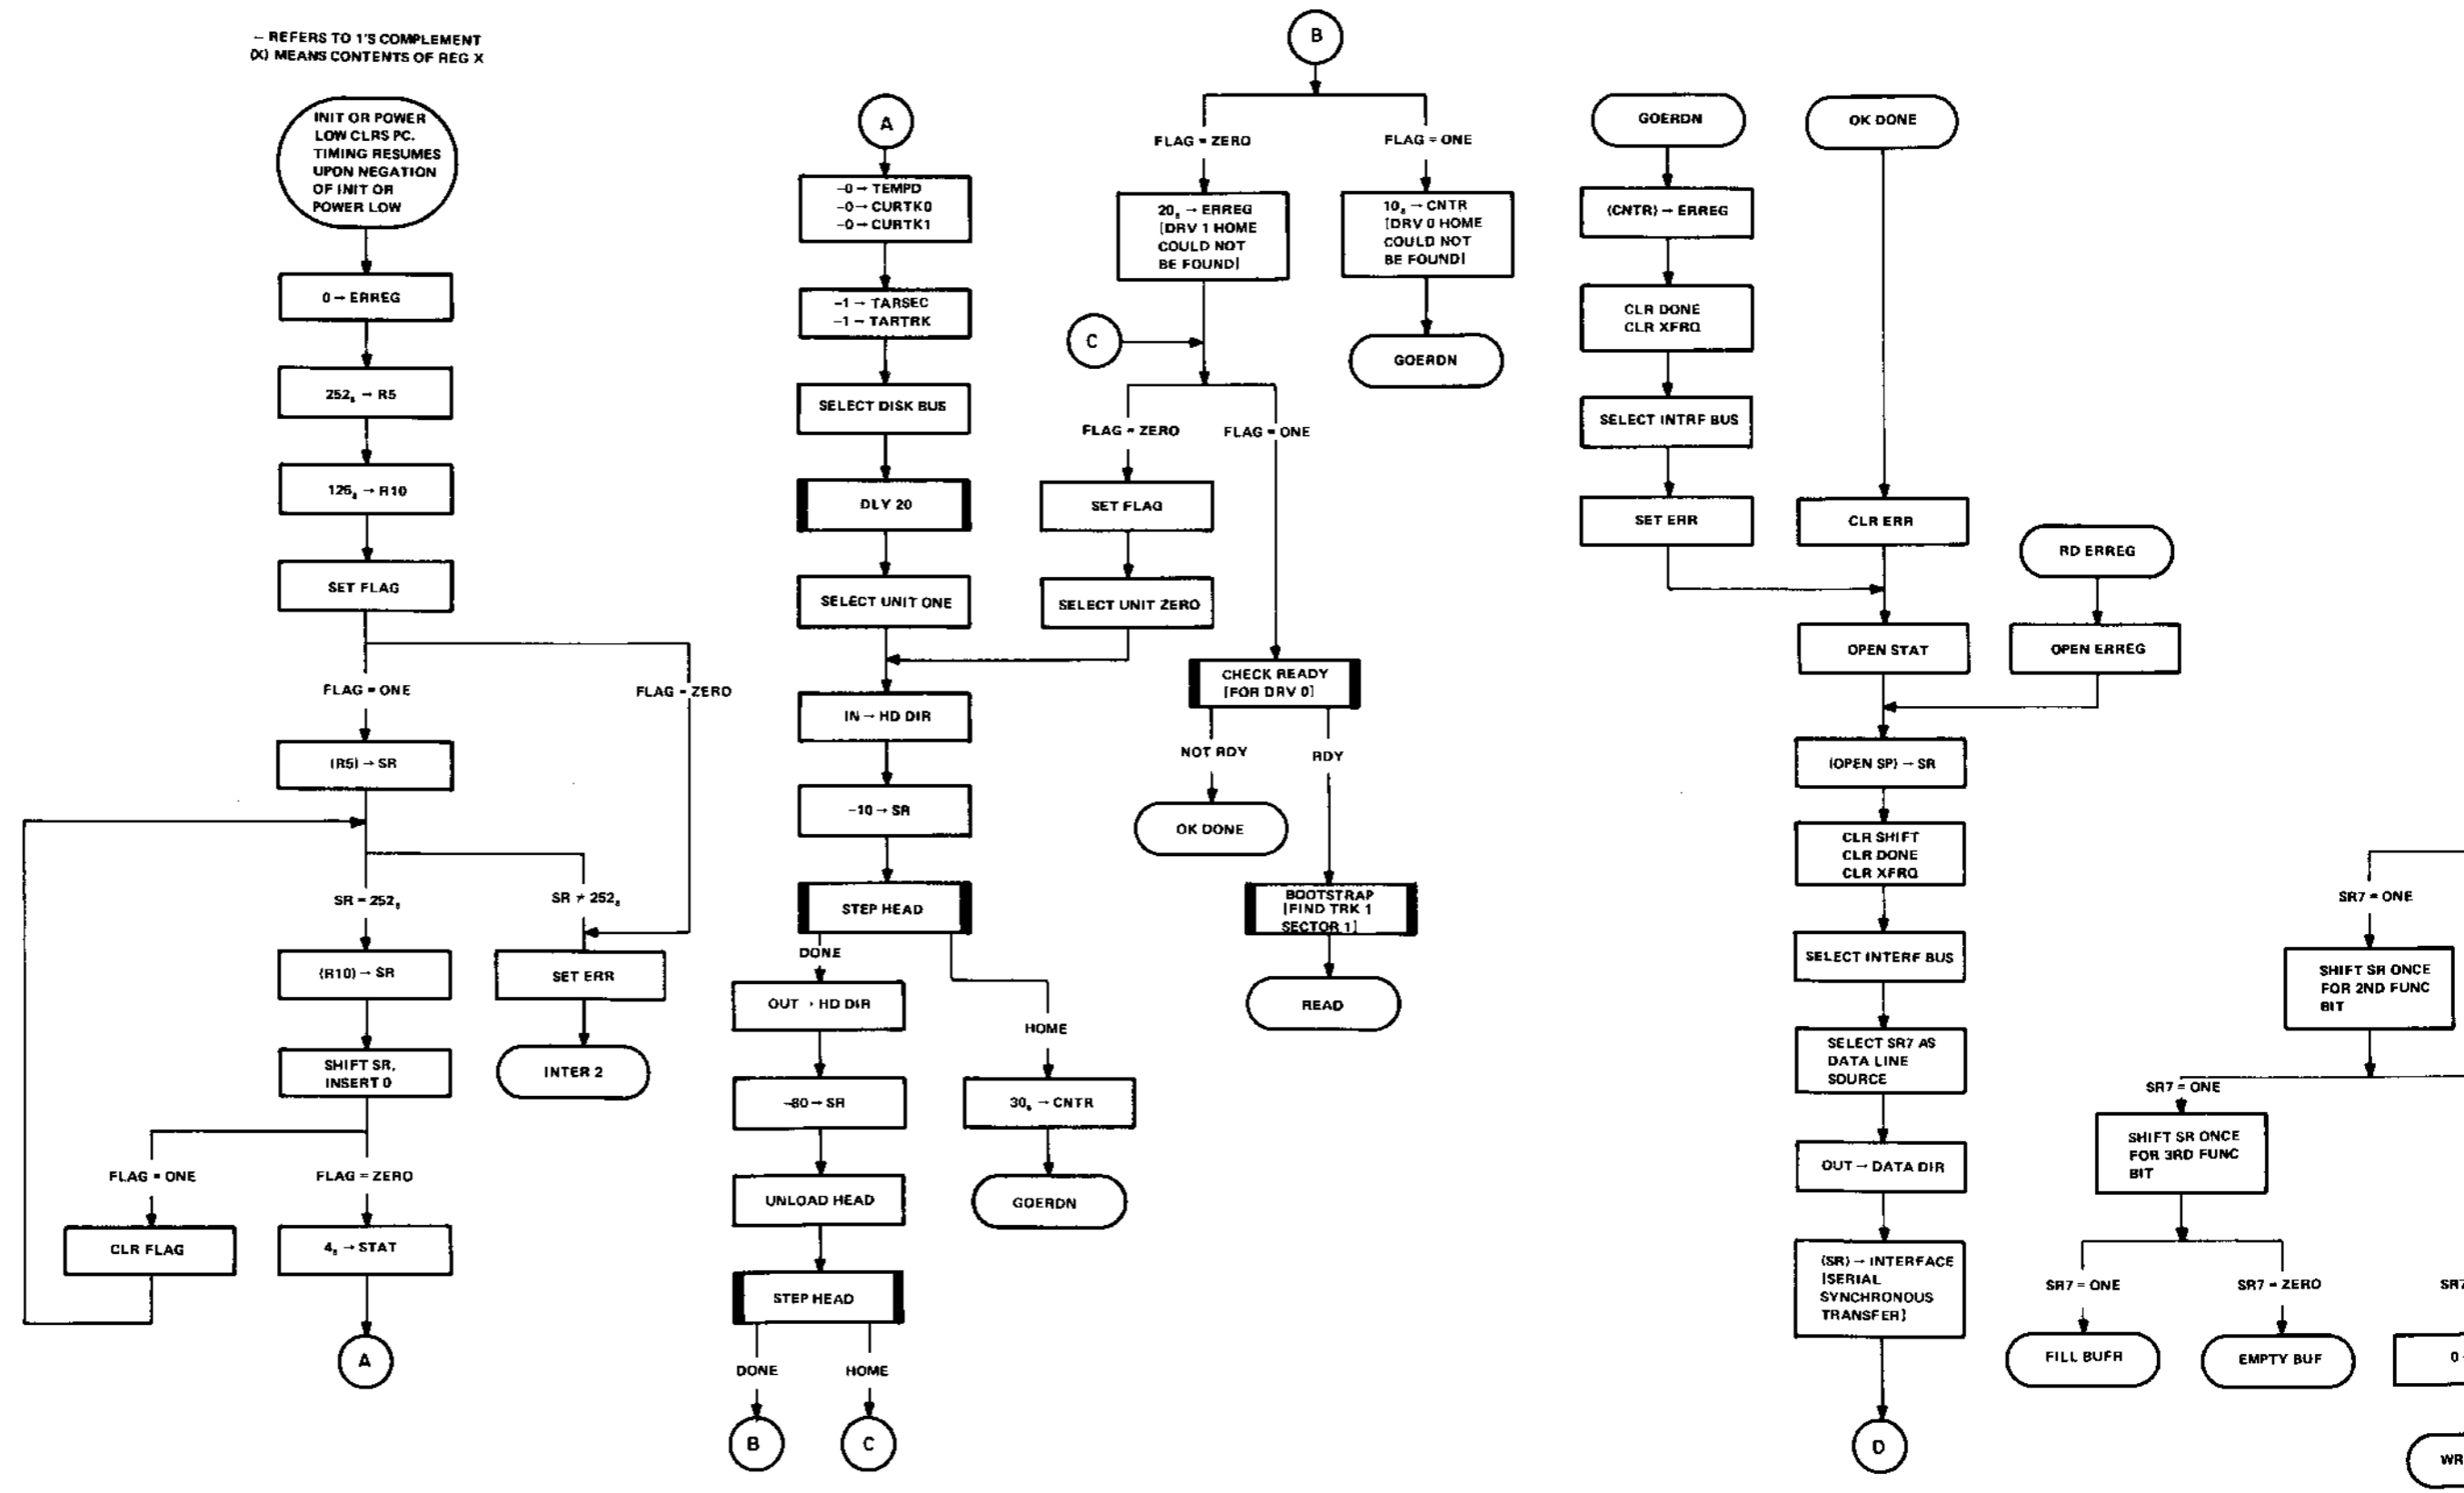 – REFERS TO 1'S COMPLEMENT
(X) MEANS CONTENTS OF REG X
INIT OR POWER
LOW CLRS PC.
TIMING RESUMES
UPON NEGATION
OF INIT OR
POWER LOW
0 → ERREG
252₈ → R5
125₈ → R10
SET FLAG
FLAG = ONE
FLAG = ZERO
(R5) → SR
SR = 252₈
SR ≠ 252₈
(R10) → SR
SET ERR
SHIFT SR,
INSERT 0
INTER 2
FLAG = ONE
FLAG = ZERO
CLR FLAG
4₈ → STAT
A
A
–0 → TEMPD
–0 → CURTK0
–0 → CURTK1
–1 → TARSEC
–1 → TARTRK
SELECT DISK BUS
DLY 20
SELECT UNIT ONE
IN → HD DIR
–10 → SR
STEP HEAD
DONE
HOME
OUT → HD DIR
–80 → SR
30₈ → CNTR
UNLOAD HEAD
GOERDN
STEP HEAD
DONE
HOME
B
C
B
FLAG = ZERO
FLAG = ONE
20₈ → ERREG
[DRV 1 HOME
COULD NOT
BE FOUND]
10₈ → CNTR
[DRV 0 HOME
COULD NOT
BE FOUND]
C
GOERDN
FLAG = ZERO
FLAG = ONE
SET FLAG
SELECT UNIT ZERO
CHECK READY
[FOR DRV 0]
NOT RDY
RDY
OK DONE
BOOTSTRAP
[FIND TRK 1
SECTOR 1]
READ
GOERDN
OK DONE
(CNTR) → ERREG
CLR DONE
CLR XFRQ
SELECT INTRF BUS
SET ERR
CLR ERR
RD ERREG
OPEN STAT
OPEN ERREG
(OPEN SP) → SR
CLR SHIFT
CLR DONE
CLR XFRQ
SELECT INTERF BUS
SELECT SR7 AS
DATA LINE
SOURCE
OUT → DATA DIR
(SR) → INTERFACE
[SERIAL
SYNCHRONOUS
TRANSFER]
D
SR7 = ONE
SHIFT SR ONCE
FOR 2ND FUNC
BIT
SR7 = ONE
SHIFT SR ONCE
FOR 3RD FUNC
BIT
SR7 = ONE
SR7 = ZERO
SR7
FILL BUFR
EMPTY BUF
0
WR